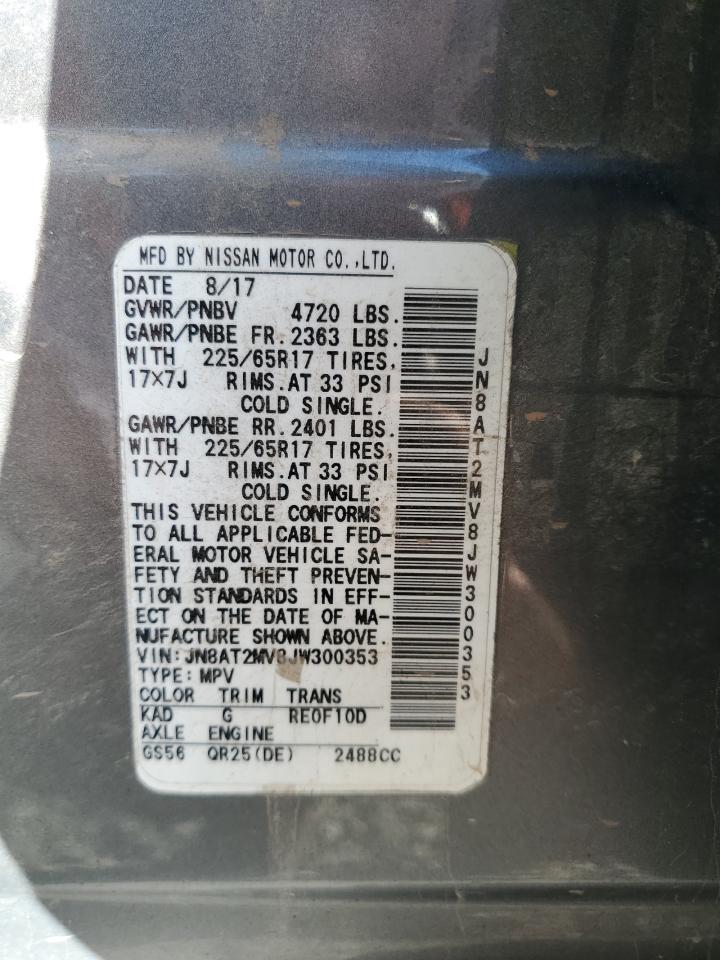 MFD BY NISSAN MOTOR CO.,LTD.
DATE 8/17
GVWR/PNBV 4720 LBS.
GAWR/PNBE FR. 2363 LBS.
WITH 225/65R17 TIRES,
17×7J RIMS.AT 33 PSI
COLD SINGLE.
GAWR/PNBE RR. 2401 LBS.
WITH 225/65R17 TIRES,
17×7J RIMS.AT 33 PSI
COLD SINGLE.
THIS VEHICLE CONFORMS
TO ALL APPLICABLE FED-
ERAL MOTOR VEHICLE SA-
FETY AND THEFT PREVEN-
TION STANDARDS IN EFF-
ECT ON THE DATE OF MA-
NUFACTURE SHOWN ABOVE.
VIN:JN8AT2MV8JW300353
TYPE:MPV
COLOR TRIM TRANS
KAD G RE0F10D
AXLE ENGINE
GS56 QR25(DE) 2488CC
JN8AT2MV8JW300353